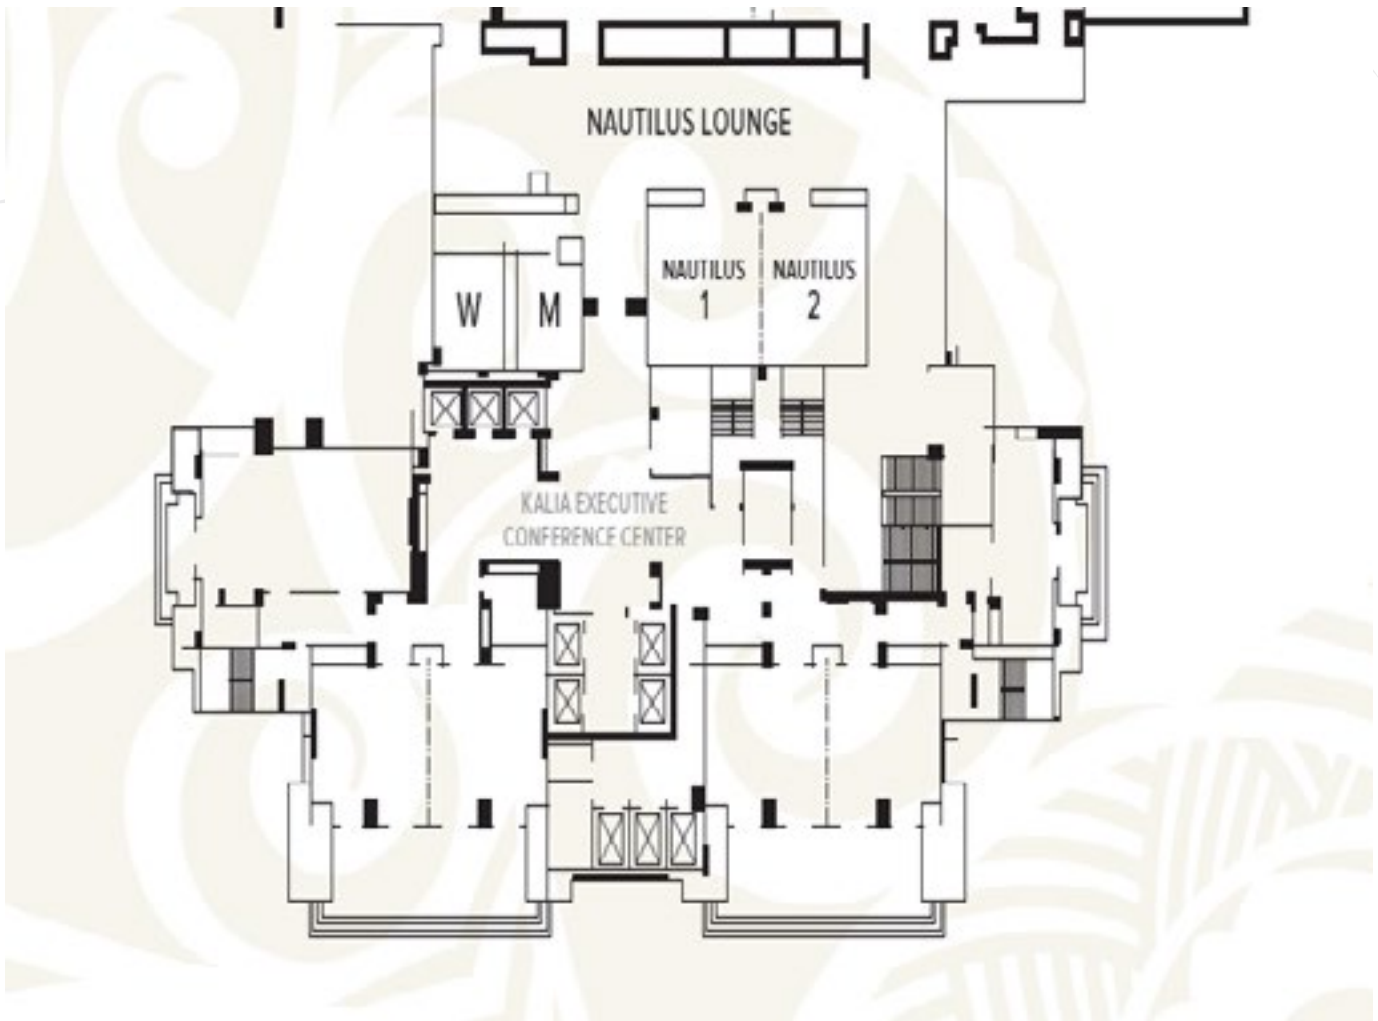 NAUTILUS LOUNGE
NAUTILUS
1
NAUTILUS
2
W
M
KALIA EXECUTIVE
CONFERENCE CENTER